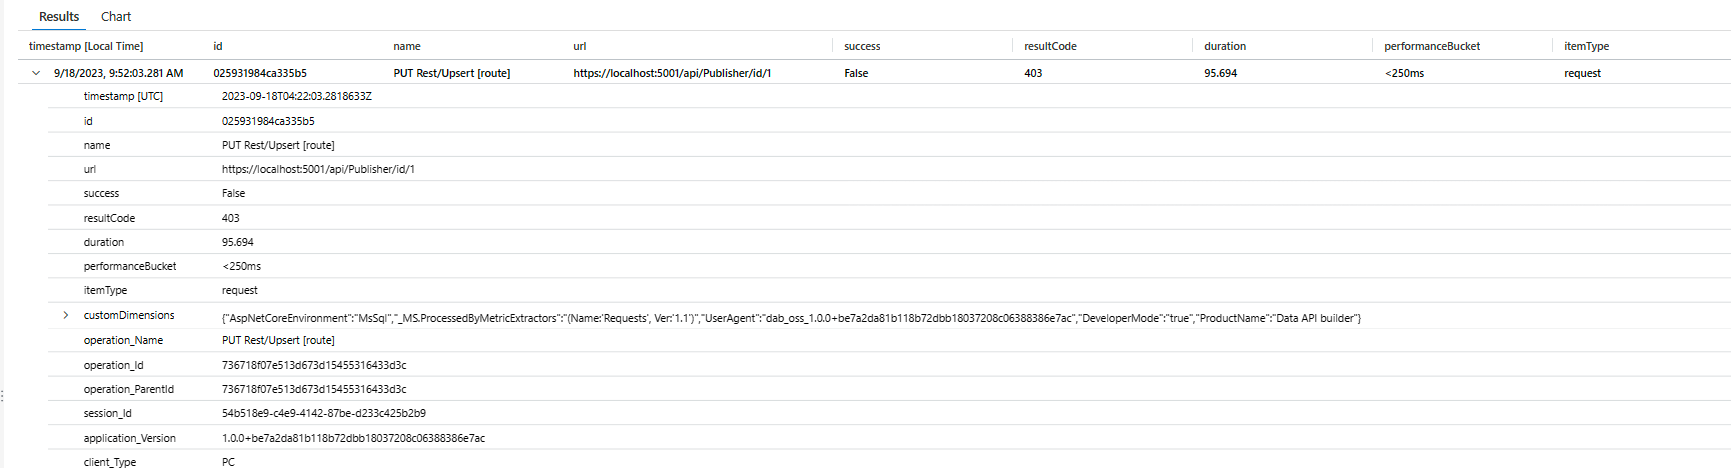 Results Chart
timestamp [Local Time] id name url success resultCode duration performanceBucket itemType
9/18/2023, 9:52:03.281 AM 025931984ca335b5 PUT Rest/Upsert [route] https://localhost:5001/api/Publisher/id/1 False 403 95.694 <250ms request
timestamp [UTC] 2023-09-18T04:22:03.2818633Z
id 025931984ca335b5
name PUT Rest/Upsert [route]
url https://localhost:5001/api/Publisher/id/1
success False
resultCode 403
duration 95.694
performanceBucket <250ms
itemType request
customDimensions {"AspNetCoreEnvironment":"MsSql","_MS.ProcessedByMetricExtractors":"(Name:'Requests', Ver:'1.1')","UserAgent":"dab_oss_1.0.0+be7a2da81b118b72dbb18037208c06388386e7ac","DeveloperMode":"true","ProductName":"Data API builder"}
operation_Name PUT Rest/Upsert [route]
operation_Id 736718f07e513d673d15455316433d3c
operation_ParentId 736718f07e513d673d15455316433d3c
session_Id 54b518e9-c4e9-4142-87be-d233c425b2b9
application_Version 1.0.0+be7a2da81b118b72dbb18037208c06388386e7ac
client_Type PC